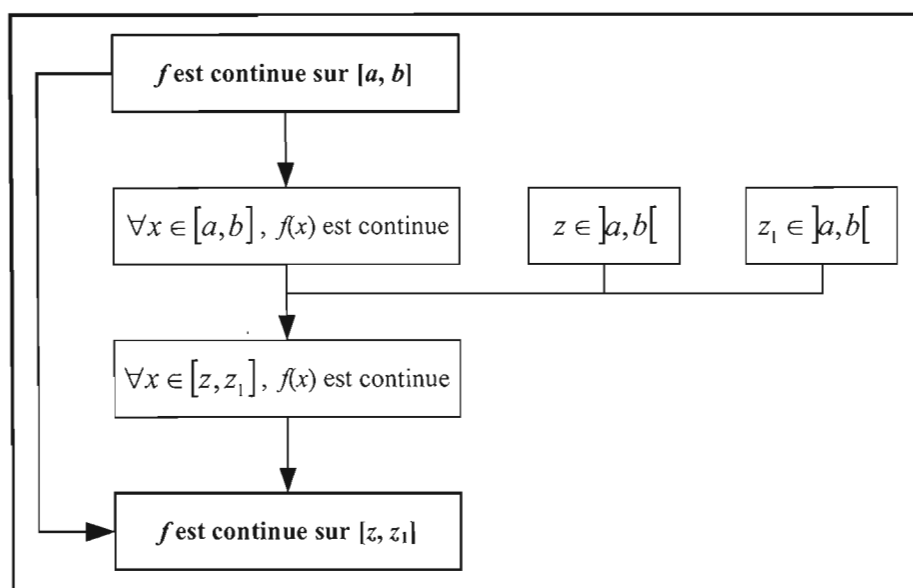 f est continue sur [a, b]
∀x ∈ [a, b], f(x) est continue
z ∈ ]a, b[
z₁ ∈ ]a, b[
∀x ∈ [z, z₁], f(x) est continue
f est continue sur [z, z₁]